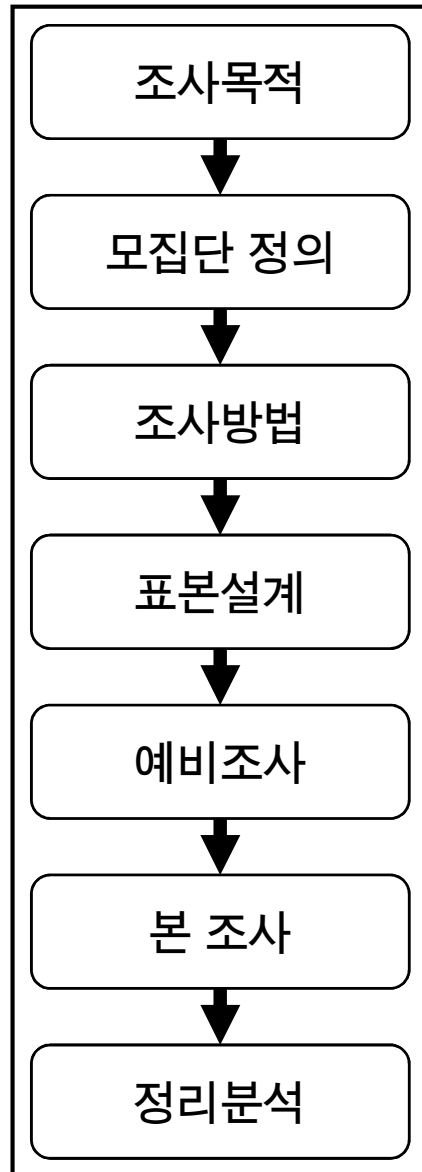 조사목적
모집단 정의
조사방법
표본설계
예비조사
본 조사
정리분석